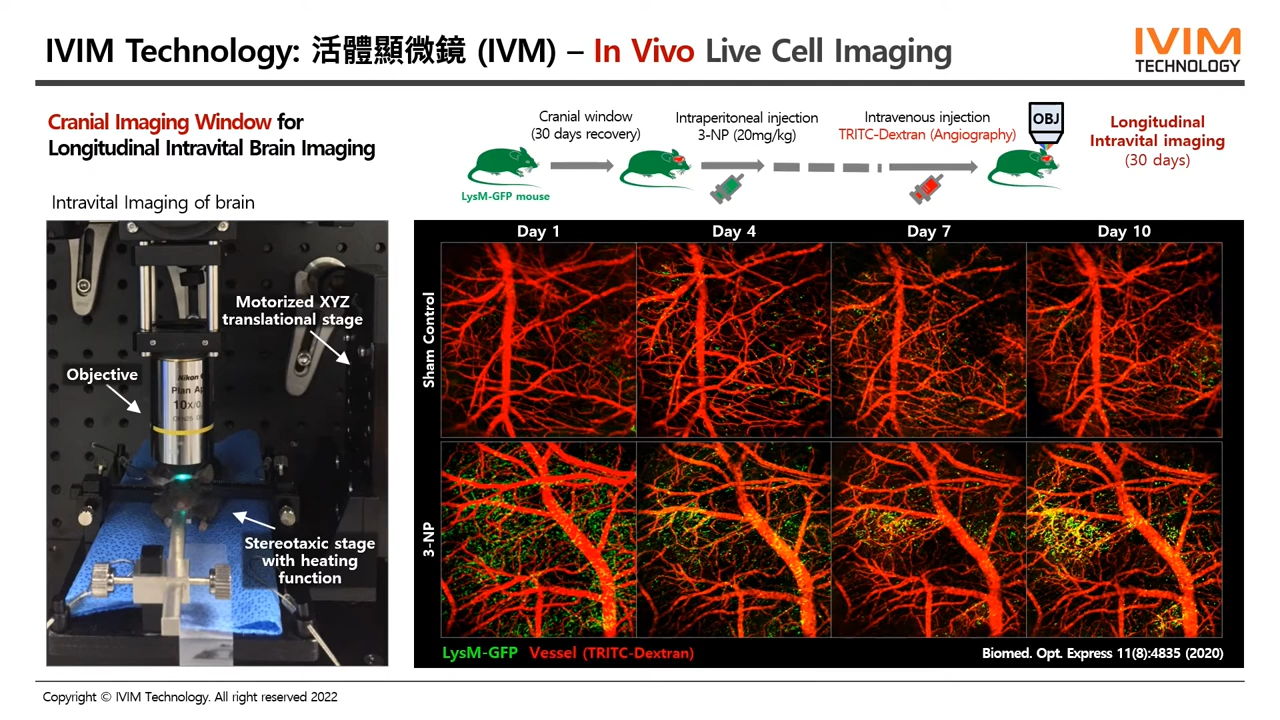 IVIM Technology: 活體顯微鏡 (IVM) – In Vivo Live Cell Imaging
IVIM
TECHNOLOGY
Cranial Imaging Window for
Longitudinal Intravital Brain Imaging
Cranial window
(30 days recovery)
Intraperitoneal injection
3-NP (20mg/kg)
Intravenous injection
TRITC-Dextran (Angiography)
OBJ
Longitudinal
Intravital imaging
(30 days)
LysM-GFP mouse
Intravital Imaging of brain
Motorized XYZ
translational stage
Objective
Nikon
Plan Ap
10X/0.
Stereotaxic stage
with heating
function
Day 1
Day 4
Day 7
Day 10
Sham Control
3-NP
LysM-GFP Vessel (TRITC-Dextran)
Biomed. Opt. Express 11(8):4835 (2020)
Copyright © IVIM Technology. All right reserved 2022